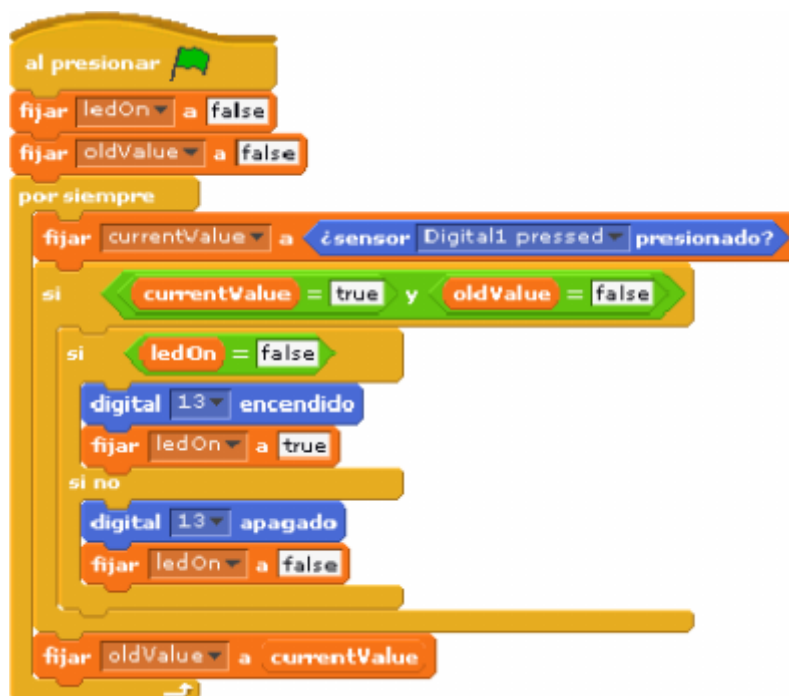 al presionar
fijar ledOn a false
fijar oldValue a false
por siempre
fijar currentValue a ¿sensor Digital1 pressed presionado?
si currentValue = true y oldValue = false
si ledOn = false
digital 13 encendido
fijar ledOn a true
si no
digital 13 apagado
fijar ledOn a false
fijar oldValue a currentValue